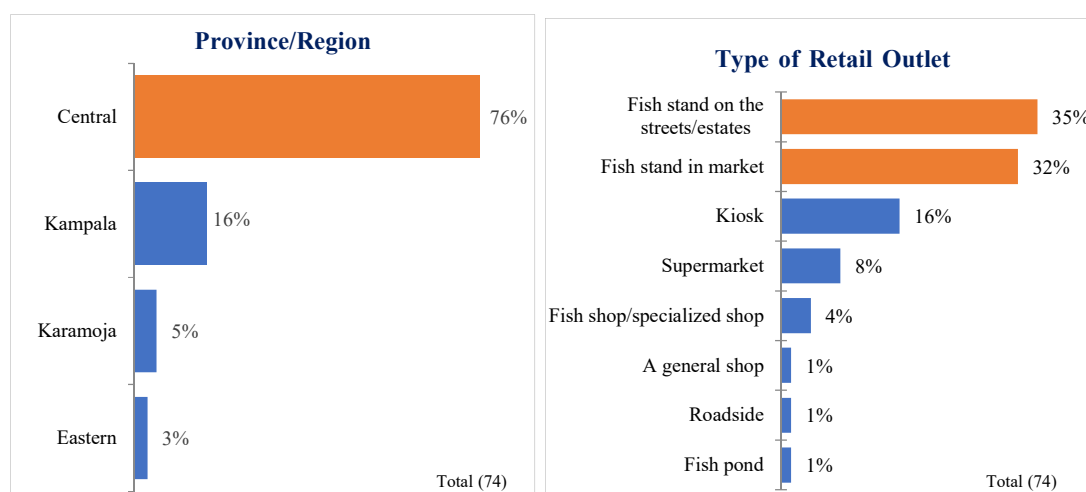 Province/Region
Central
76%
Kampala
16%
Karamoja
5%
Eastern
3%
Total (74)
Type of Retail Outlet
Fish stand on the
streets/estates
35%
Fish stand in market
32%
Kiosk
16%
Supermarket
8%
Fish shop/specialized shop
4%
A general shop
1%
Roadside
1%
Fish pond
1%
Total (74)